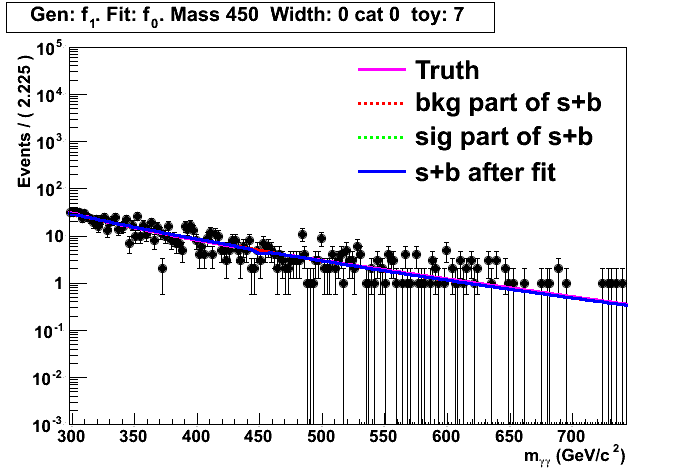 Gen: f1. Fit: f0. Mass 450 Width: 0 cat 0 toy: 7
Events / ( 2.225 )
10^5
10^4
10^3
10^2
10
1
10^-1
10^-2
10^-3
Truth
bkg part of s+b
sig part of s+b
s+b after fit
300 350 400 450 500 550 600 650 700
mγγ (GeV/c^2)